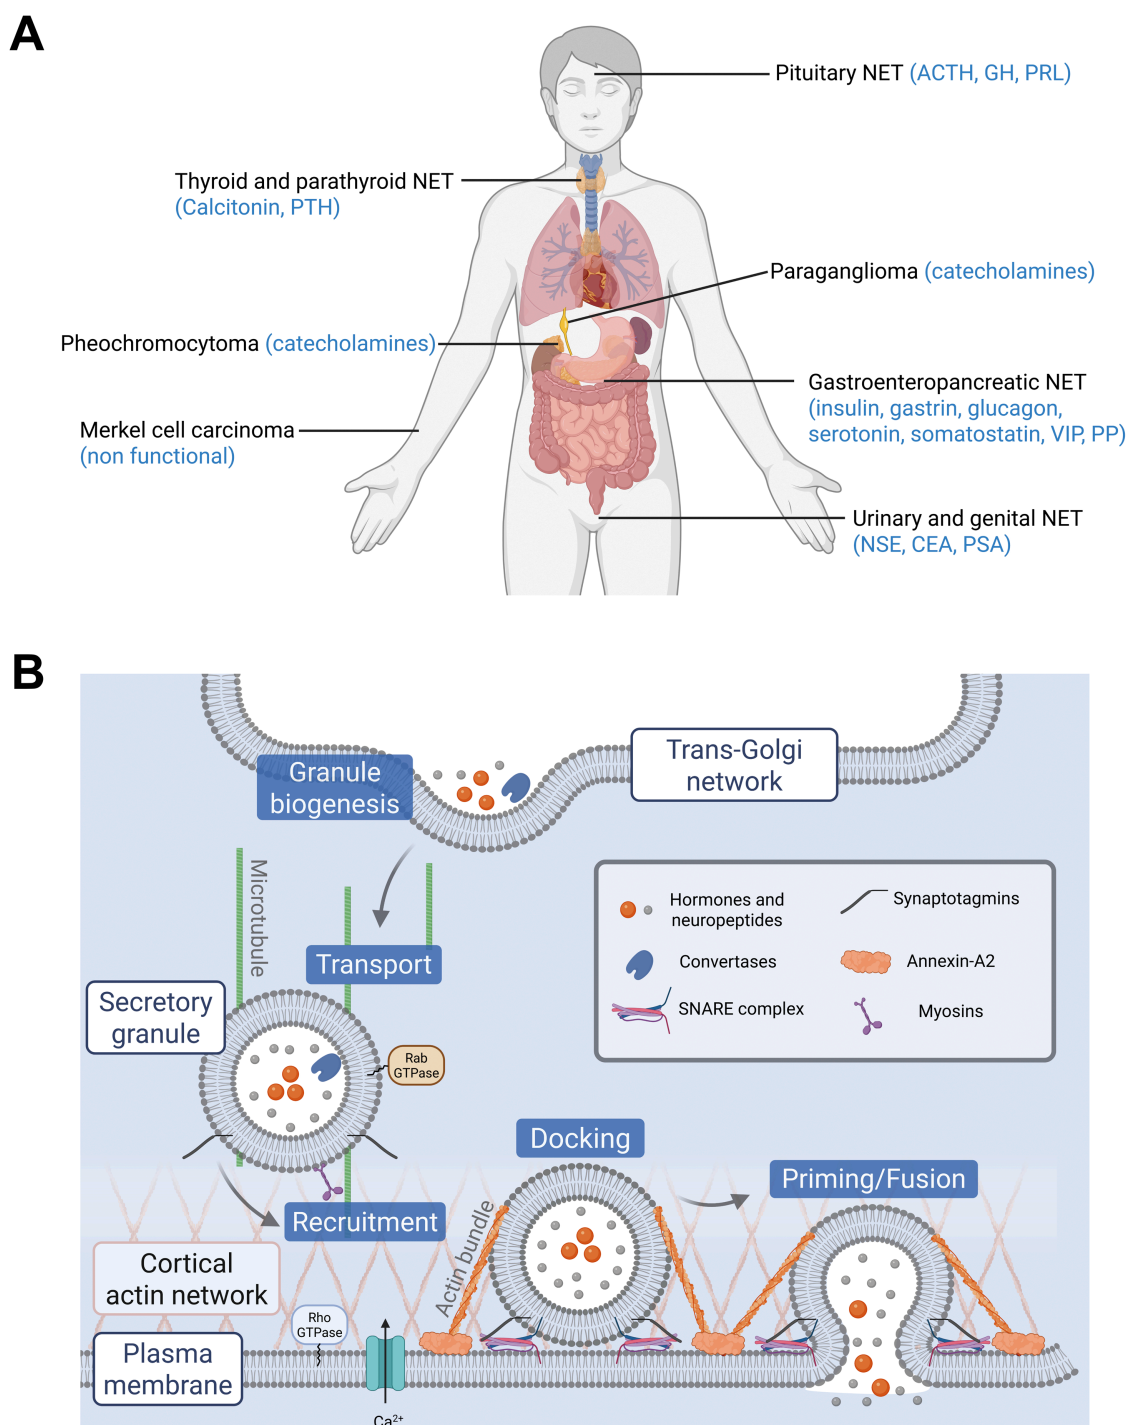 A
Pituitary NET (ACTH, GH, PRL)
Thyroid and parathyroid NET
(Calcitonin, PTH)
Paraganglioma (catecholamines)
Pheochromocytoma (catecholamines)
Gastroenteropancreatic NET
(insulin, gastrin, glucagon,
serotonin, somatostatin, VIP, PP)
Merkel cell carcinoma
(non functional)
Urinary and genital NET
(NSE, CEA, PSA)
B
Trans-Golgi
network
Granule
biogenesis
Microtubule
Transport
Hormones and
neuropeptides
Synaptotagmins
Convertases
Annexin-A2
SNARE complex
Myosins
Secretory
granule
Rab
GTPase
Docking
Priming/Fusion
Recruitment
Actin bundle
Cortical
actin network
Rho
GTPase
Plasma
membrane
Ca2+